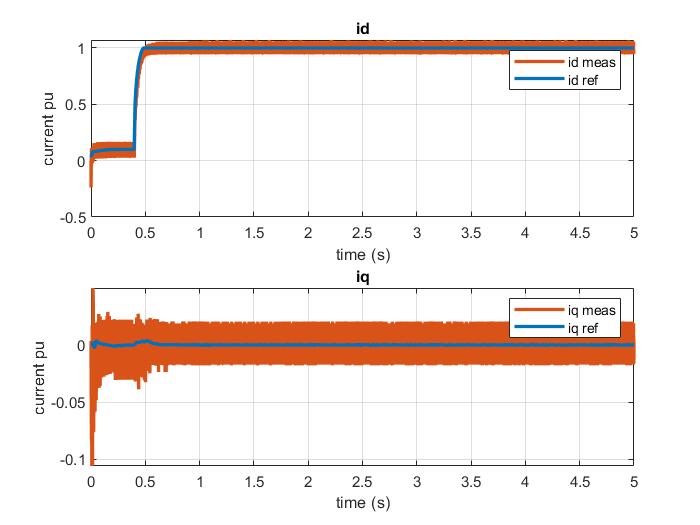 id
1
0.5
0
-0.5
current pu
id meas
id ref
0 0.5 1 1.5 2 2.5 3 3.5 4 4.5 5
time (s)
iq
0
-0.05
-0.1
current pu
iq meas
iq ref
0 0.5 1 1.5 2 2.5 3 3.5 4 4.5 5
time (s)